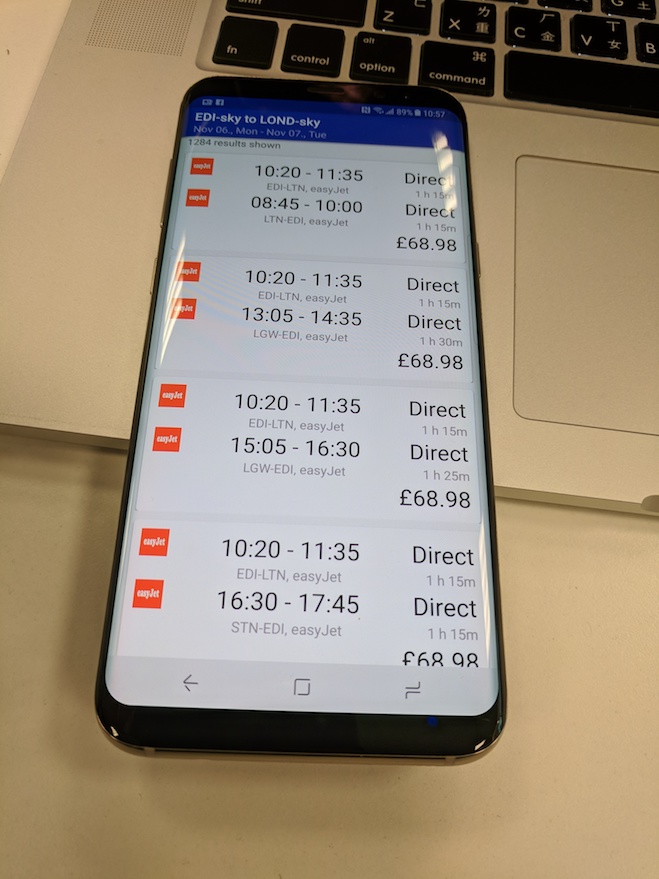 Z
X
C
V
B
G
ㄌ
ㄏ
金
女
fn
control
alt
option
⌘
command
89% 10:57
EDI-sky to LOND-sky
Nov 06., Mon - Nov 07., Tue
1284 results shown
easyJet 10:20 - 11:35 Direct
EDI-LTN, easyJet 1 h 15m
easyJet 08:45 - 10:00 Direct
LTN-EDI, easyJet 1 h 15m
£68.98
easyJet 10:20 - 11:35 Direct
EDI-LTN, easyJet 1 h 15m
easyJet 13:05 - 14:35 Direct
LGW-EDI, easyJet 1 h 30m
£68.98
easyJet 10:20 - 11:35 Direct
EDI-LTN, easyJet 1 h 15m
easyJet 15:05 - 16:30 Direct
LGW-EDI, easyJet 1 h 25m
£68.98
easyJet 10:20 - 11:35 Direct
EDI-LTN, easyJet 1 h 15m
easyJet 16:30 - 17:45 Direct
STN-EDI, easyJet 1 h 15m
£68.98